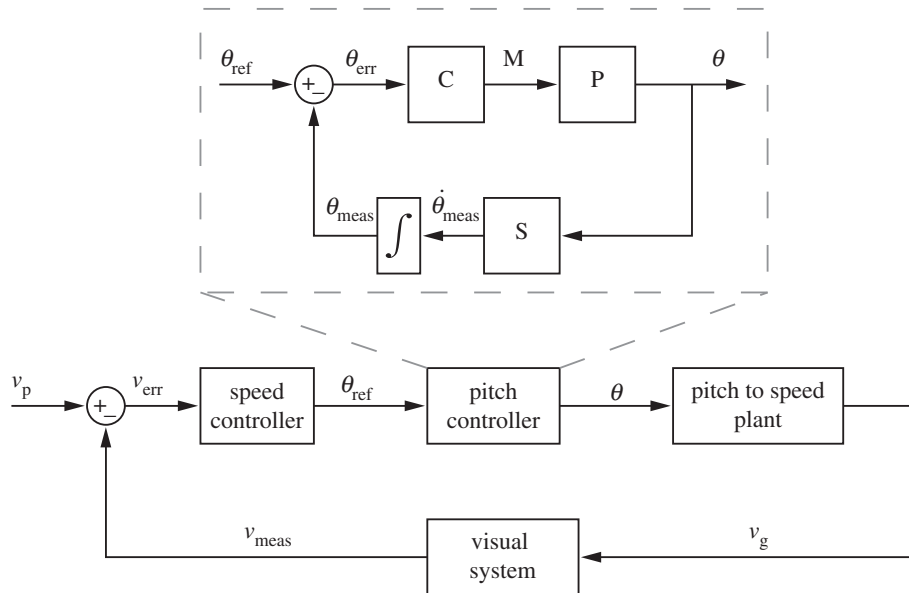 θref
+
–
θerr
C
M
P
θ
θmeas
∫
θ̇meas
S
vp
+
–
verr
speed
controller
θref
pitch
controller
θ
pitch to speed
plant
vmeas
visual
system
vg